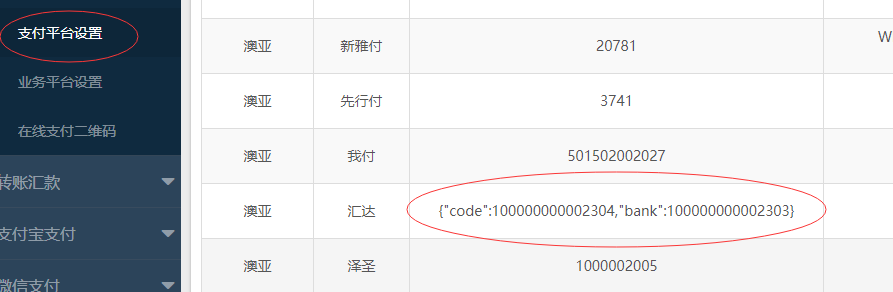 支付平台设置
业务平台设置
在线支付二维码
转账汇款
支付宝支付
微信支付
澳亚 新雅付 20781 W
澳亚 先行付 3741
澳亚 我付 501502002027
澳亚 汇达 {"code":100000000002304,"bank":100000000002303}
澳亚 泽圣 1000002005